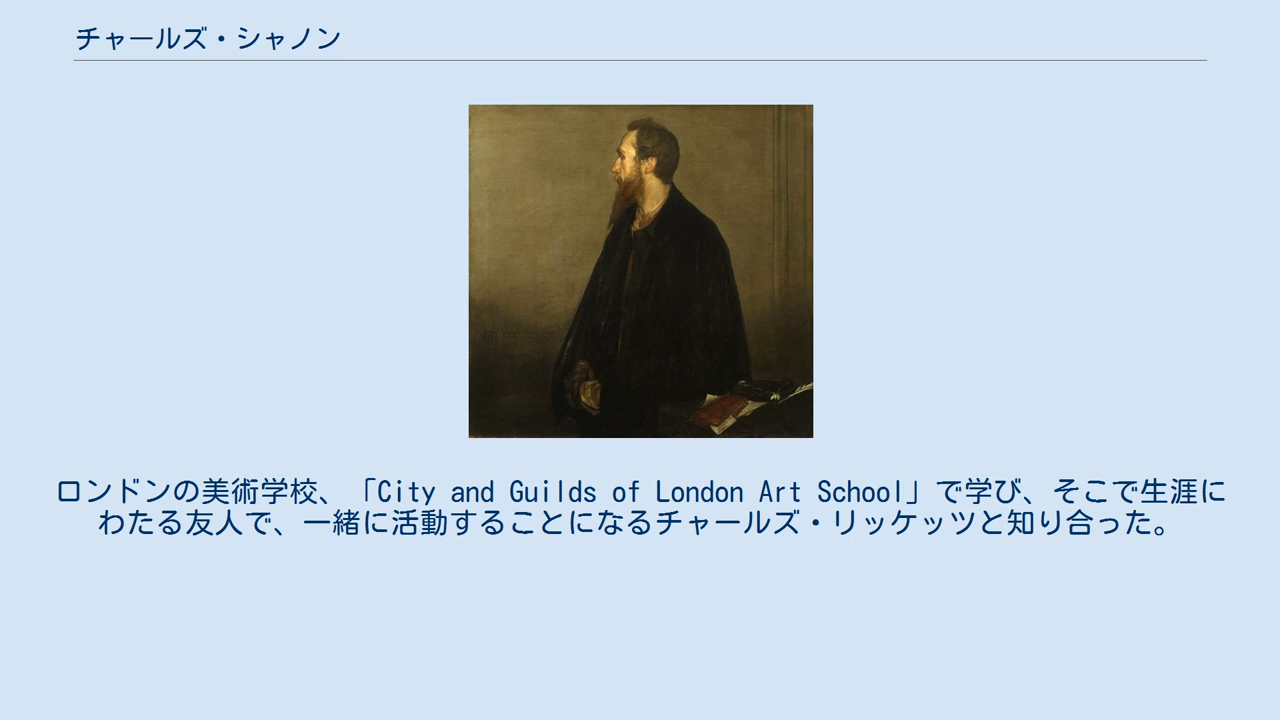 チャールズ・シャノン
ロンドンの美術学校、「City and Guilds of London Art School」で学び、そこで生涯に
わたる友人で、一緒に活動することになるチャールズ・リッケッツと知り合った。